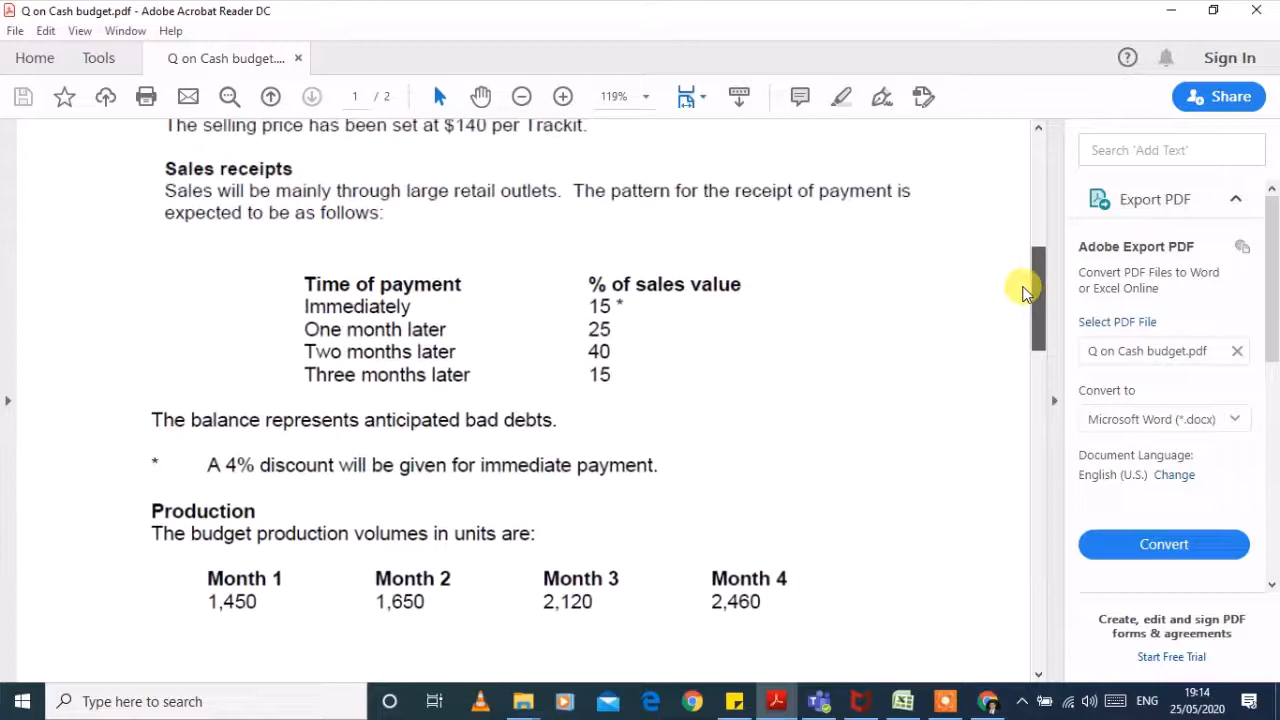 Q on Cash budget.pdf - Adobe Acrobat Reader DC
File Edit View Window Help
Home Tools Q on Cash budget.... × Sign In
1 / 2 119% Share
The selling price has been set at $140 per Trackit.
Sales receipts
Sales will be mainly through large retail outlets. The pattern for the receipt of payment is
expected to be as follows:
Time of payment % of sales value
Immediately 15 *
One month later 25
Two months later 40
Three months later 15
The balance represents anticipated bad debts.
* A 4% discount will be given for immediate payment.
Production
The budget production volumes in units are:
Month 1 Month 2 Month 3 Month 4
1,450 1,650 2,120 2,460
Search 'Add Text'
Export PDF
Adobe Export PDF
Convert PDF Files to Word
or Excel Online
Select PDF File
Q on Cash budget.pdf
Convert to
Microsoft Word (*.docx)
Document Language:
English (U.S.) Change
Convert
Create, edit and sign PDF
forms & agreements
Start Free Trial
Type here to search
ENG
19:14
25/05/2020